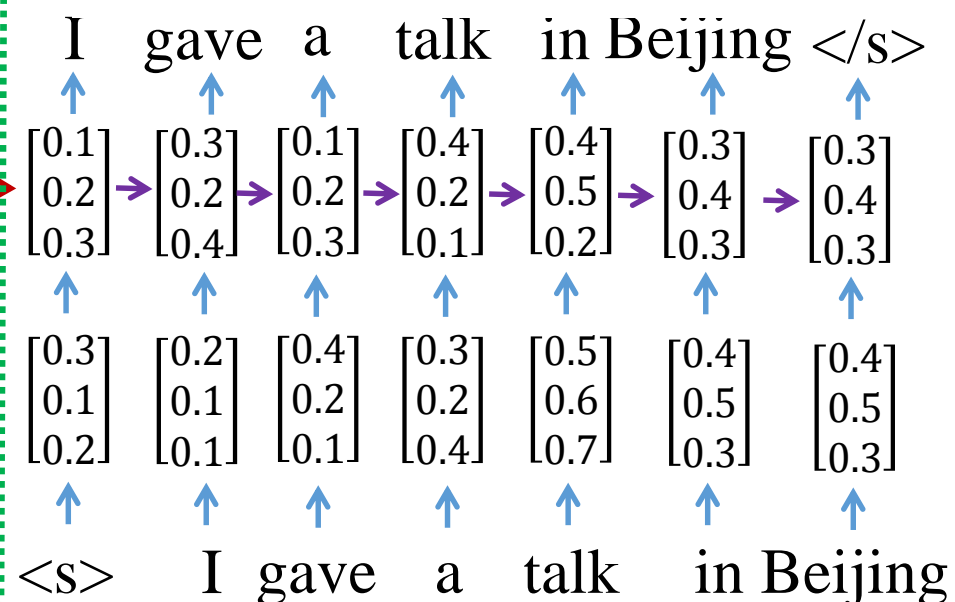 I gave a talk in Beijing </s>
[0.1 0.2 0.3] [0.3 0.2 0.4] [0.1 0.2 0.3] [0.4 0.2 0.1] [0.4 0.5 0.2] [0.3 0.4 0.3] [0.3 0.4 0.3]
[0.3 0.1 0.2] [0.2 0.1 0.1] [0.4 0.2 0.1] [0.3 0.2 0.4] [0.5 0.6 0.7] [0.4 0.5 0.3] [0.4 0.5 0.3]
<s> I gave a talk in Beijing